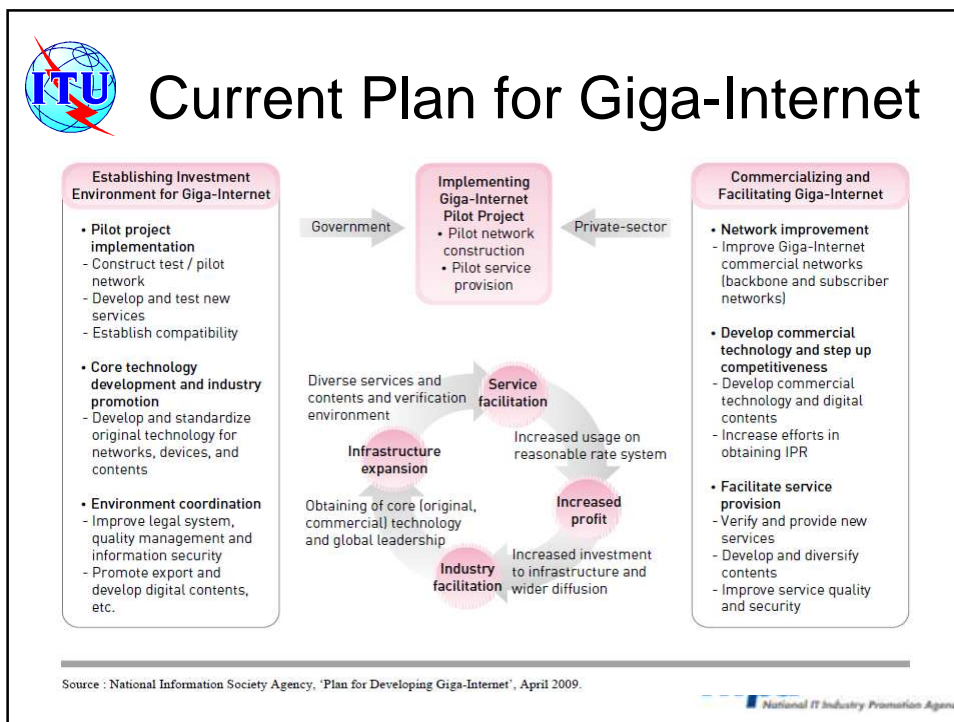 ITU
Current Plan for Giga-Internet
Establishing Investment
Environment for Giga-Internet
• Pilot project
implementation
- Construct test / pilot
network
- Develop and test new
services
- Establish compatibility
• Core technology
development and industry
promotion
- Develop and standardize
original technology for
networks, devices, and
contents
• Environment coordination
- Improve legal system,
quality management and
information security
- Promote export and
develop digital contents,
etc.
Government
Implementing
Giga-Internet
Pilot Project
• Pilot network
construction
• Pilot service
provision
Private-sector
Diverse services and
contents and verification
environment
Service
facilitation
Increased usage on
reasonable rate system
Infrastructure
expansion
Increased
profit
Obtaining of core (original,
commercial) technology
and global leadership
Industry
facilitation
Increased investment
to infrastructure and
wider diffusion
Commercializing and
Facilitating Giga-Internet
• Network improvement
- Improve Giga-Internet
commercial networks
(backbone and subscriber
networks)
• Develop commercial
technology and step up
competitiveness
- Develop commercial
technology and digital
contents
- Increase efforts in
obtaining IPR
• Facilitate service
provision
- Verify and provide new
services
- Develop and diversify
contents
- Improve service quality
and security
Source : National Information Society Agency, ‘Plan for Developing Giga-Internet’, April 2009.
National IT Industry Promotion Agenc